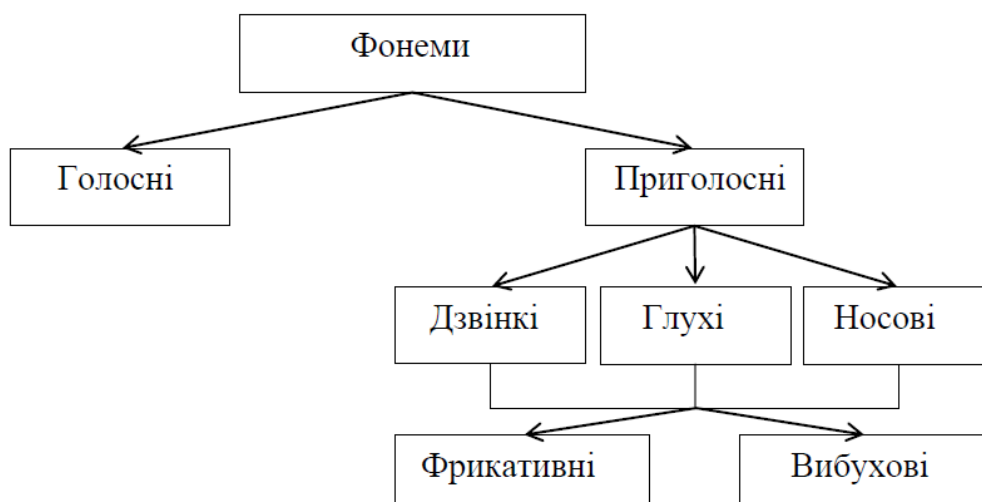 Фонеми
Голосні
Приголосні
Дзвінкі
Глухі
Носові
Фрикативні
Вибухові